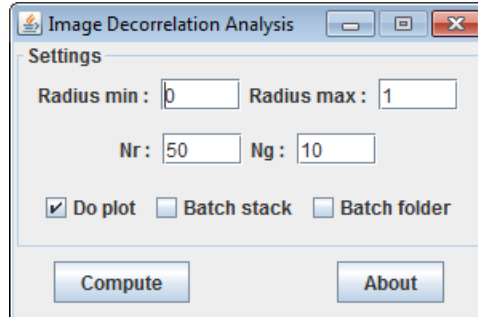 Image Decorrelation Analysis
Settings
Radius min : 0 Radius max : 1
Nr : 50 Ng : 10
Do plot Batch stack Batch folder
Compute About